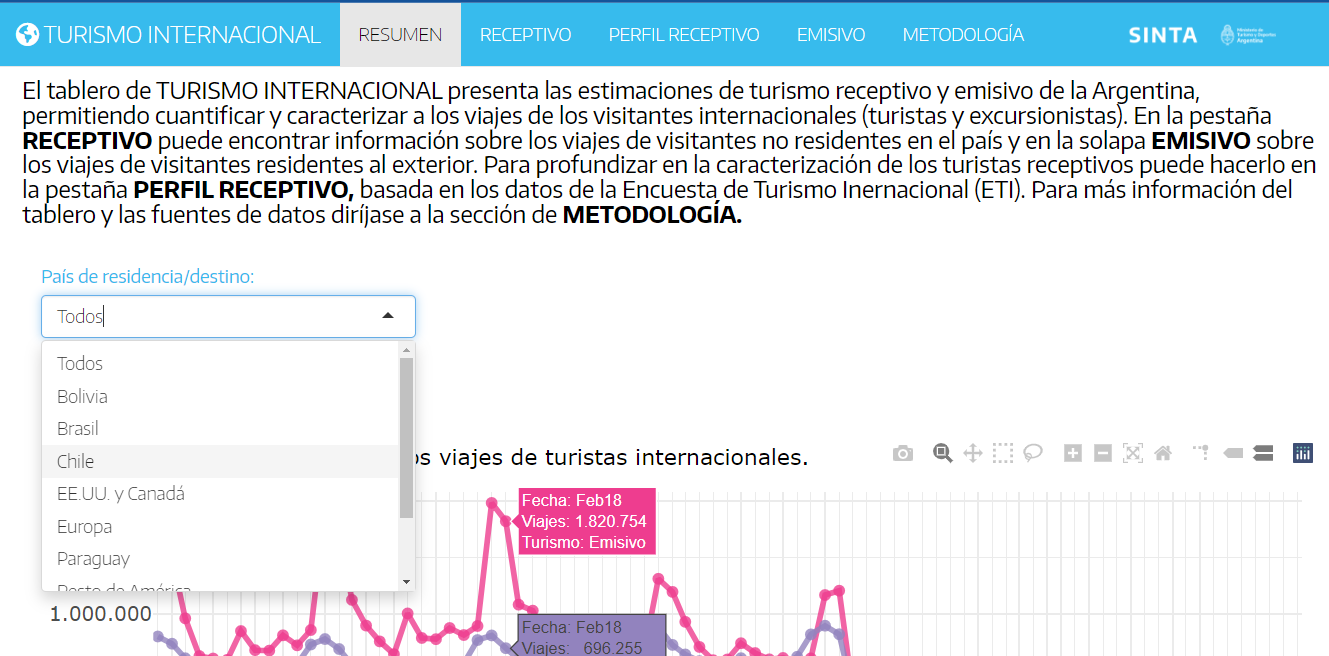 TURISMO INTERNACIONAL
RESUMEN
RECEPTIVO
PERFIL RECEPTIVO
EMISIVO
METODOLOGÍA
SINTA
Ministerio de
Turismo y Deportes
Argentina
El tablero de TURISMO INTERNACIONAL presenta las estimaciones de turismo receptivo y emisivo de la Argentina,
permitiendo cuantificar y caracterizar a los viajes de los visitantes internacionales (turistas y excursionistas). En la pestaña
RECEPTIVO puede encontrar información sobre los viajes de visitantes no residentes en el país y en la solapa EMISIVO sobre
los viajes de visitantes residentes al exterior. Para profundizar en la caracterización de los turistas receptivos puede hacerlo en
la pestaña PERFIL RECEPTIVO, basada en los datos de la Encuesta de Turismo Inernacional (ETI). Para más información del
tablero y las fuentes de datos diríjase a la sección de METODOLOGÍA.
País de residencia/destino:
Todos
Todos
Bolivia
Brasil
Chile
EE.UU. y Canadá
Europa
Paraguay
Resto de América
os viajes de turistas internacionales.
Fecha: Feb18
Viajes: 1.820.754
Turismo: Emisivo
1.000.000
Fecha: Feb18
Viajes: 696.255